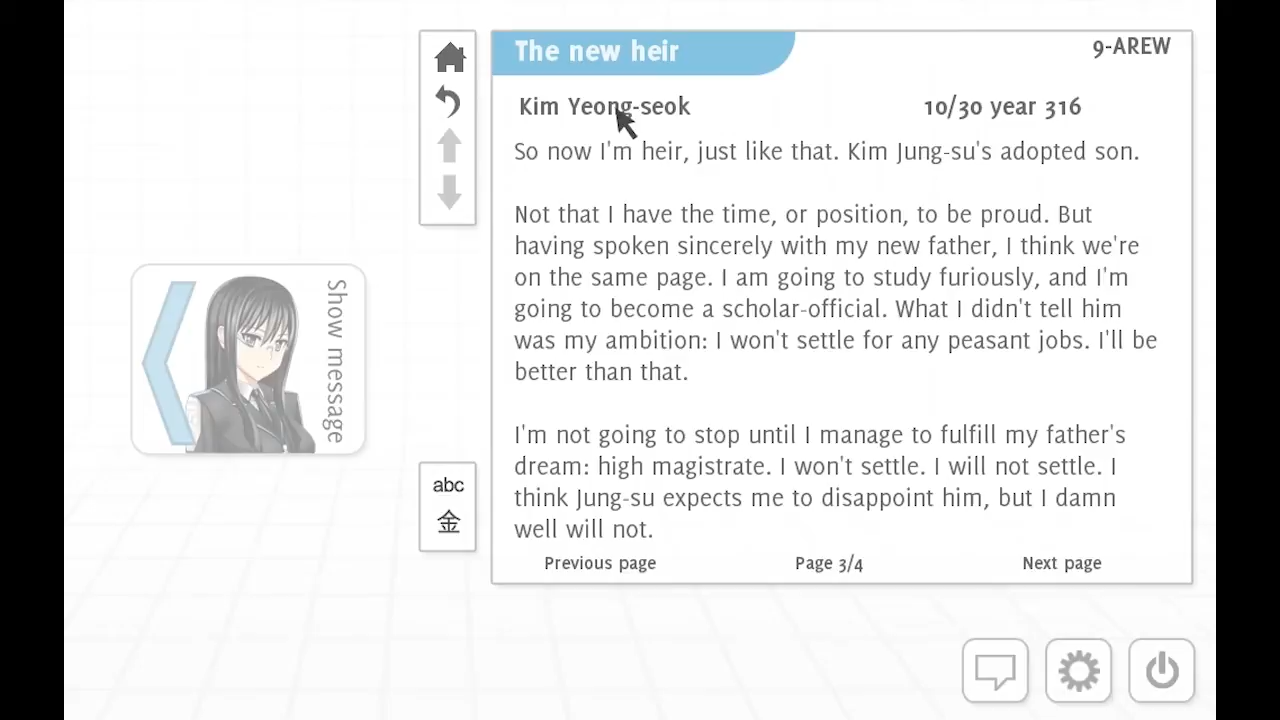 The new heir
9-AREW
Kim Yeong-seok
10/30 year 316
So now I'm heir, just like that. Kim Jung-su's adopted son.
Not that I have the time, or position, to be proud. But
having spoken sincerely with my new father, I think we're
on the same page. I am going to study furiously, and I'm
going to become a scholar-official. What I didn't tell him
was my ambition: I won't settle for any peasant jobs. I'll be
better than that.
I'm not going to stop until I manage to fulfill my father's
dream: high magistrate. I won't settle. I will not settle. I
think Jung-su expects me to disappoint him, but I damn
well will not.
Previous page
Page 3/4
Next page
Show message
abc
金